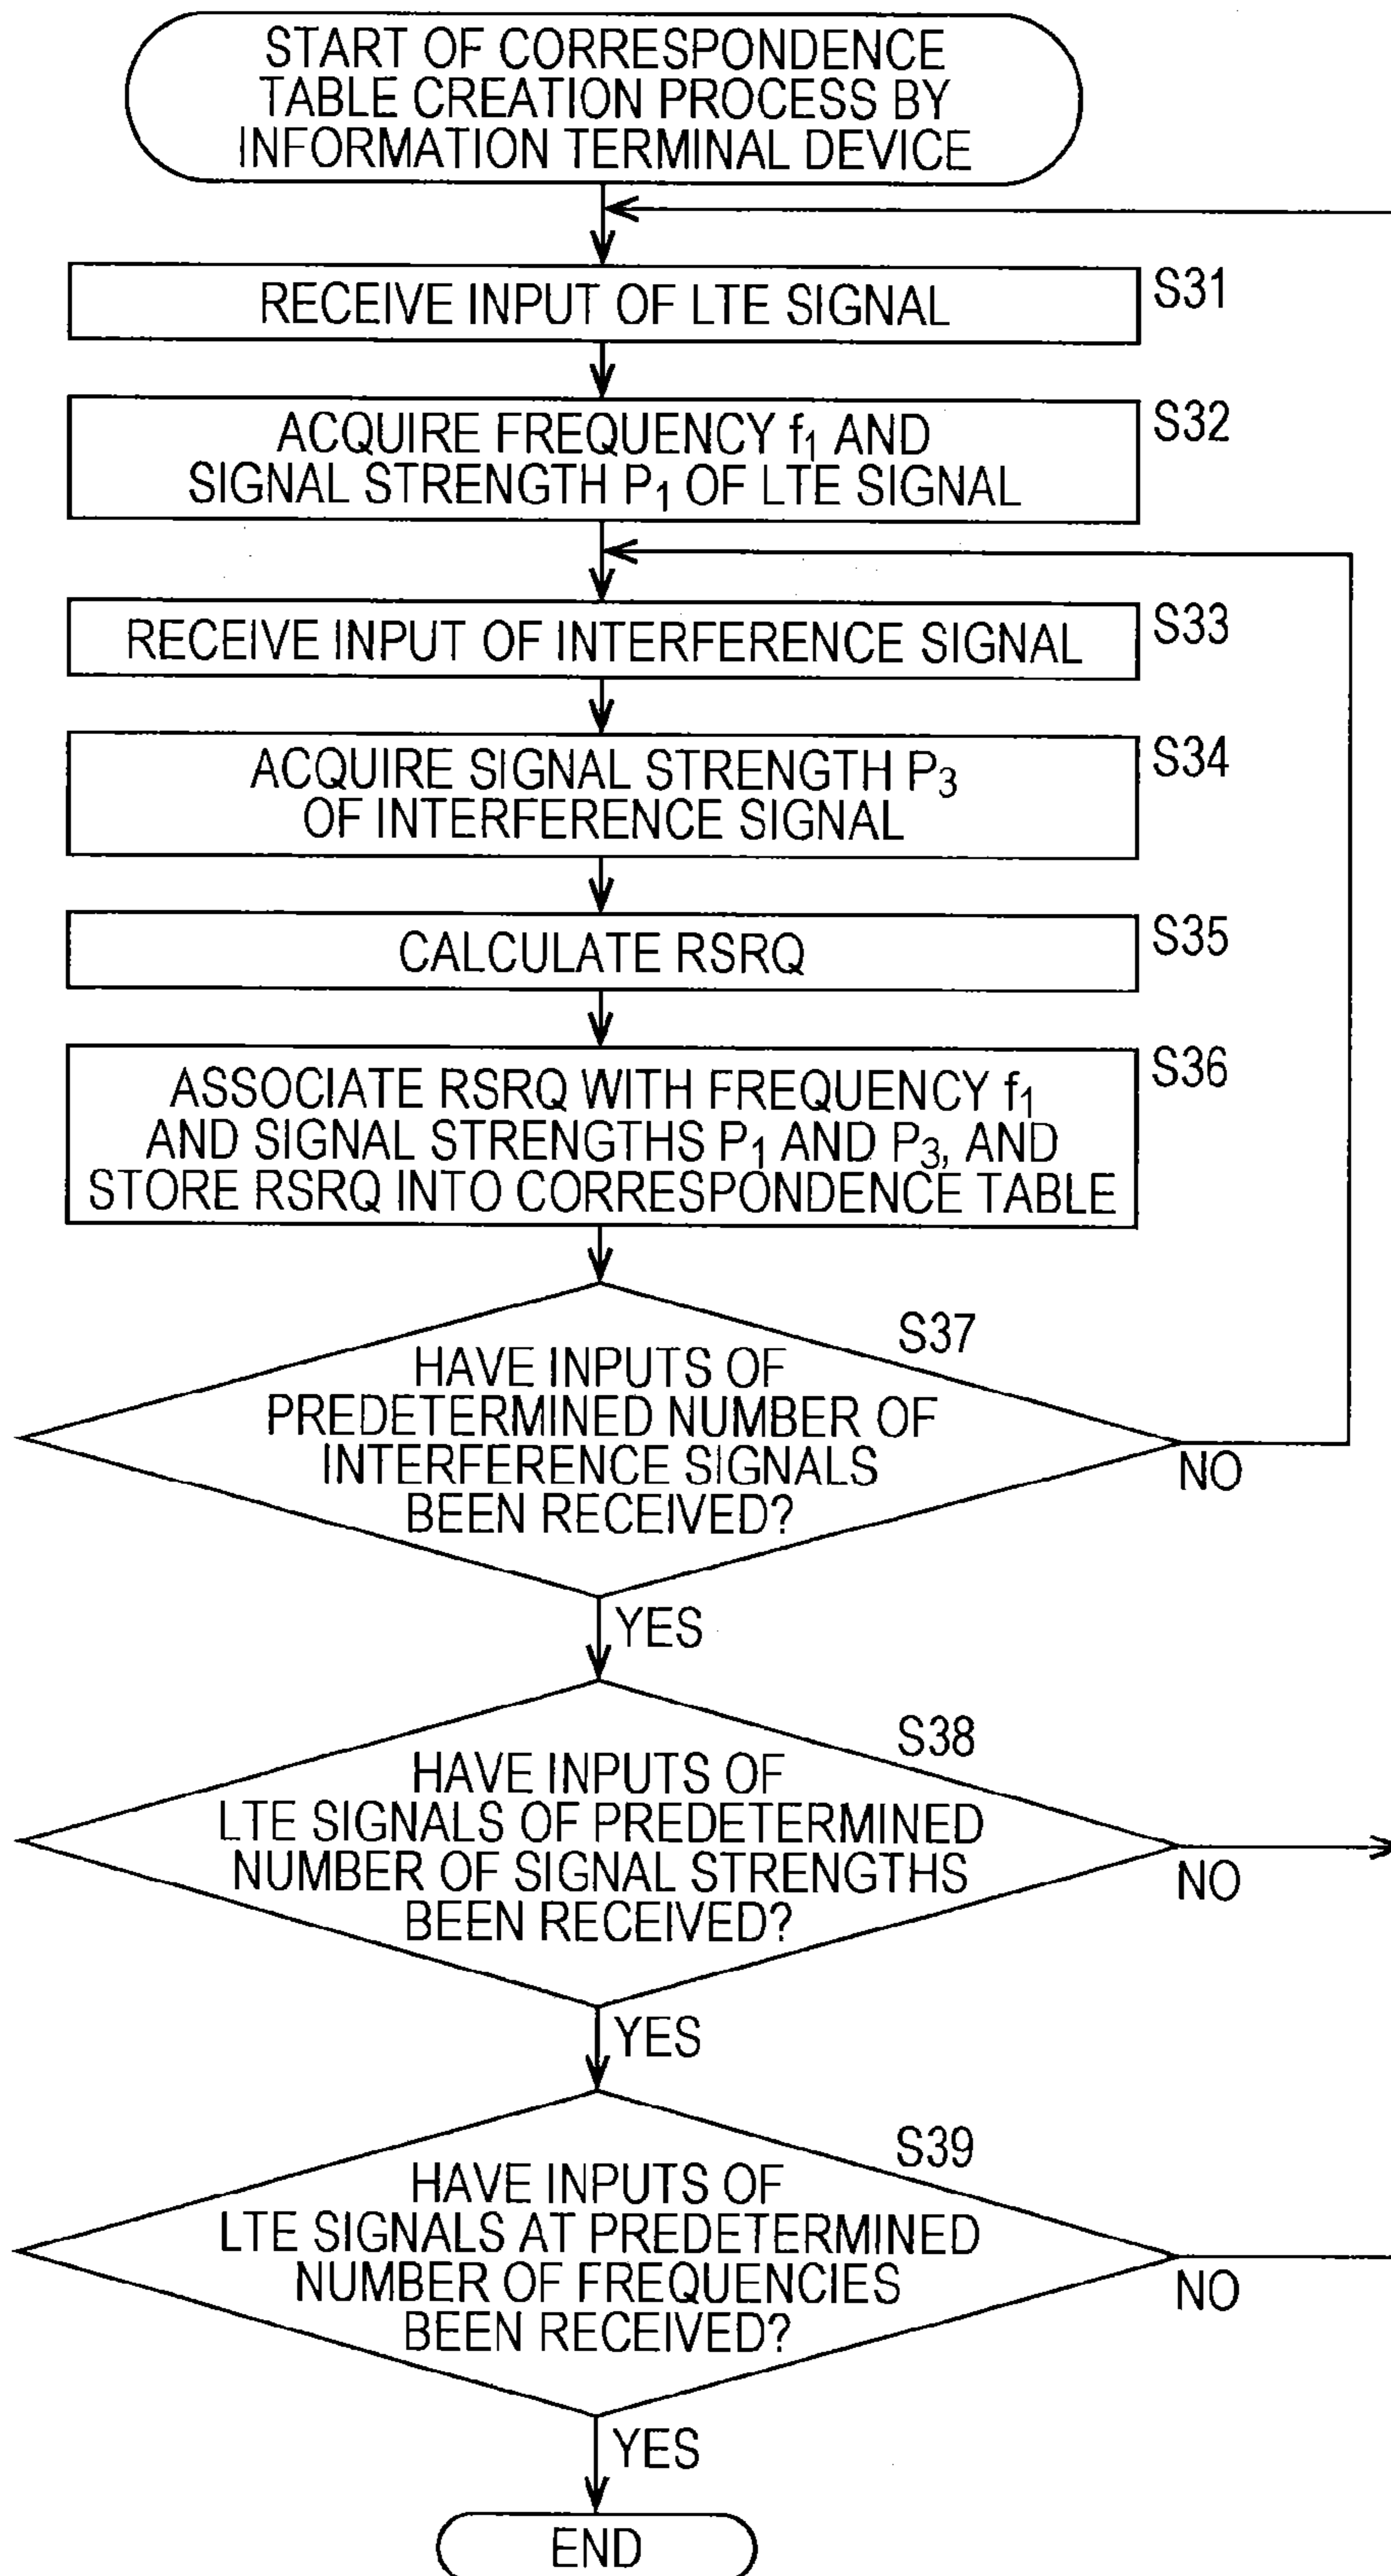 START OF CORRESPONDENCE
TABLE CREATION PROCESS BY
INFORMATION TERMINAL DEVICE
RECEIVE INPUT OF LTE SIGNAL
S31
ACQUIRE FREQUENCY f₁ AND
SIGNAL STRENGTH P₁ OF LTE SIGNAL
S32
RECEIVE INPUT OF INTERFERENCE SIGNAL
S33
ACQUIRE SIGNAL STRENGTH P₃
OF INTERFERENCE SIGNAL
S34
CALCULATE RSRQ
S35
ASSOCIATE RSRQ WITH FREQUENCY f₁
AND SIGNAL STRENGTHS P₁ AND P₃, AND
STORE RSRQ INTO CORRESPONDENCE TABLE
S36
S37
HAVE INPUTS OF
PREDETERMINED NUMBER OF
INTERFERENCE SIGNALS
BEEN RECEIVED?
NO
YES
S38
HAVE INPUTS OF
LTE SIGNALS OF PREDETERMINED
NUMBER OF SIGNAL STRENGTHS
BEEN RECEIVED?
NO
YES
S39
HAVE INPUTS OF
LTE SIGNALS AT PREDETERMINED
NUMBER OF FREQUENCIES
BEEN RECEIVED?
NO
YES
END